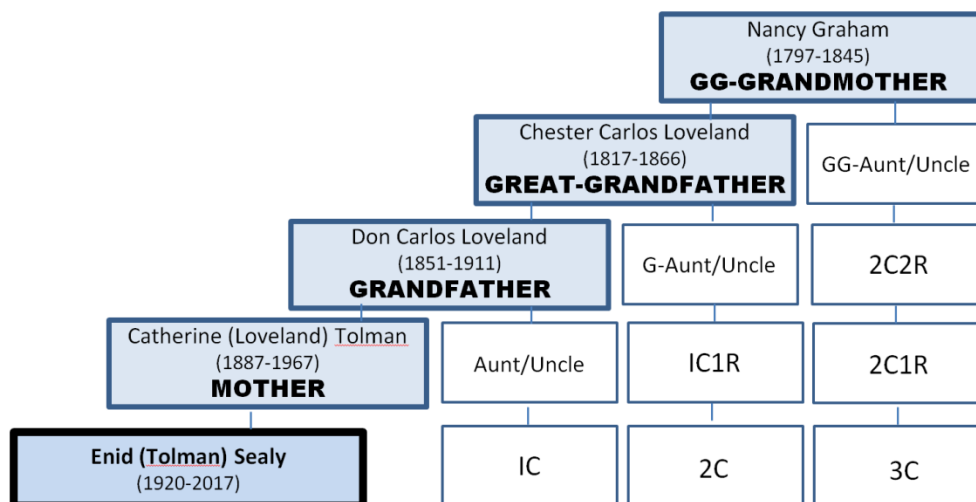 Nancy Graham
(1797-1845)
GG-GRANDMOTHER
Chester Carlos Loveland
(1817-1866)
GREAT-GRANDFATHER
GG-Aunt/Uncle
Don Carlos Loveland
(1851-1911)
GRANDFATHER
G-Aunt/Uncle
2C2R
Catherine (Loveland) Tolman
(1887-1967)
MOTHER
Aunt/Uncle
IC1R
2C1R
Enid (Tolman) Sealy
(1920-2017)
IC
2C
3C